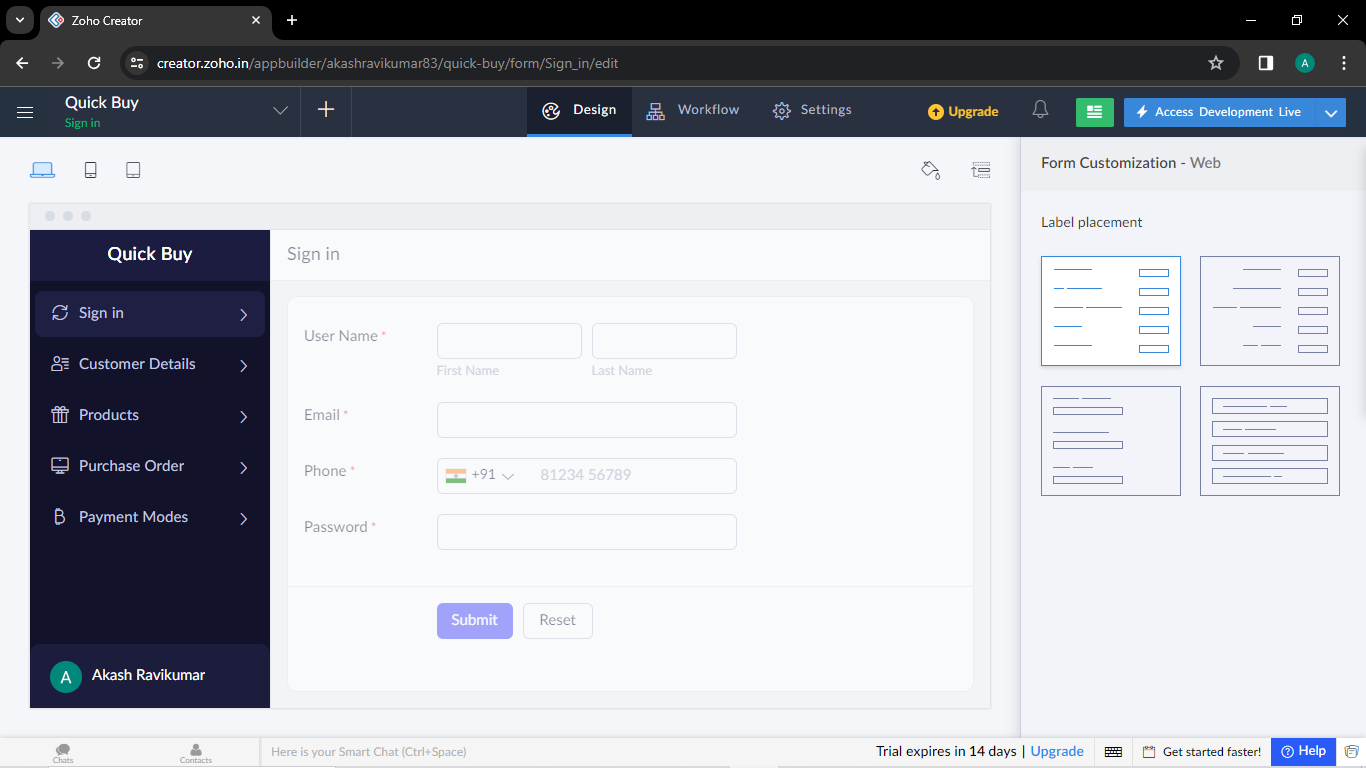 Zoho Creator
creator.zoho.in/appbuilder/akashravikumar83/quick-buy/form/Sign_in/edit
A
Quick Buy
Sign in
Design
Workflow
Settings
Upgrade
Access Development Live
Form Customization - Web
Label placement
Quick Buy
Sign in
Customer Details
Products
Purchase Order
Payment Modes
A
Akash Ravikumar
Sign in
User Name *
First Name
Last Name
Email *
Phone *
+91
81234 56789
Password *
Submit
Reset
Chats
Contacts
Here is your Smart Chat (Ctrl+Space)
Trial expires in 14 days | Upgrade
Get started faster!
Help